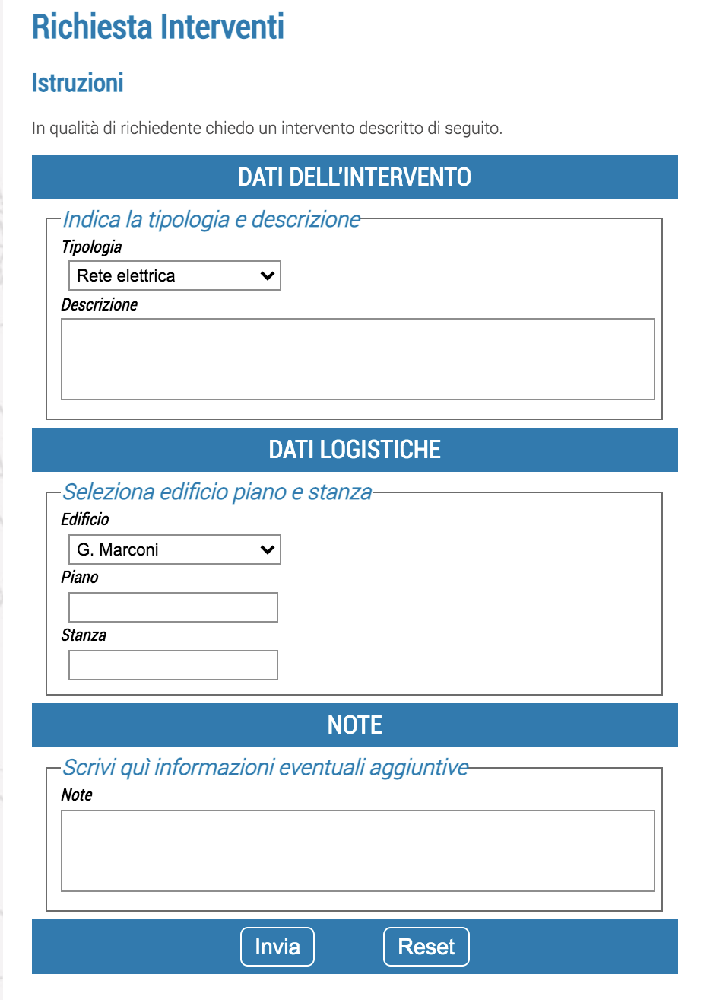 Richiesta Interventi
Istruzioni
In qualità di richiedente chiedo un intervento descritto di seguito.
DATI DELL'INTERVENTO
Indica la tipologia e descrizione
Tipologia
Rete elettrica
Descrizione
DATI LOGISTICHE
Seleziona edificio piano e stanza
Edificio
G. Marconi
Piano
Stanza
NOTE
Scrivi quì informazioni eventuali aggiuntive
Note
Invia Reset